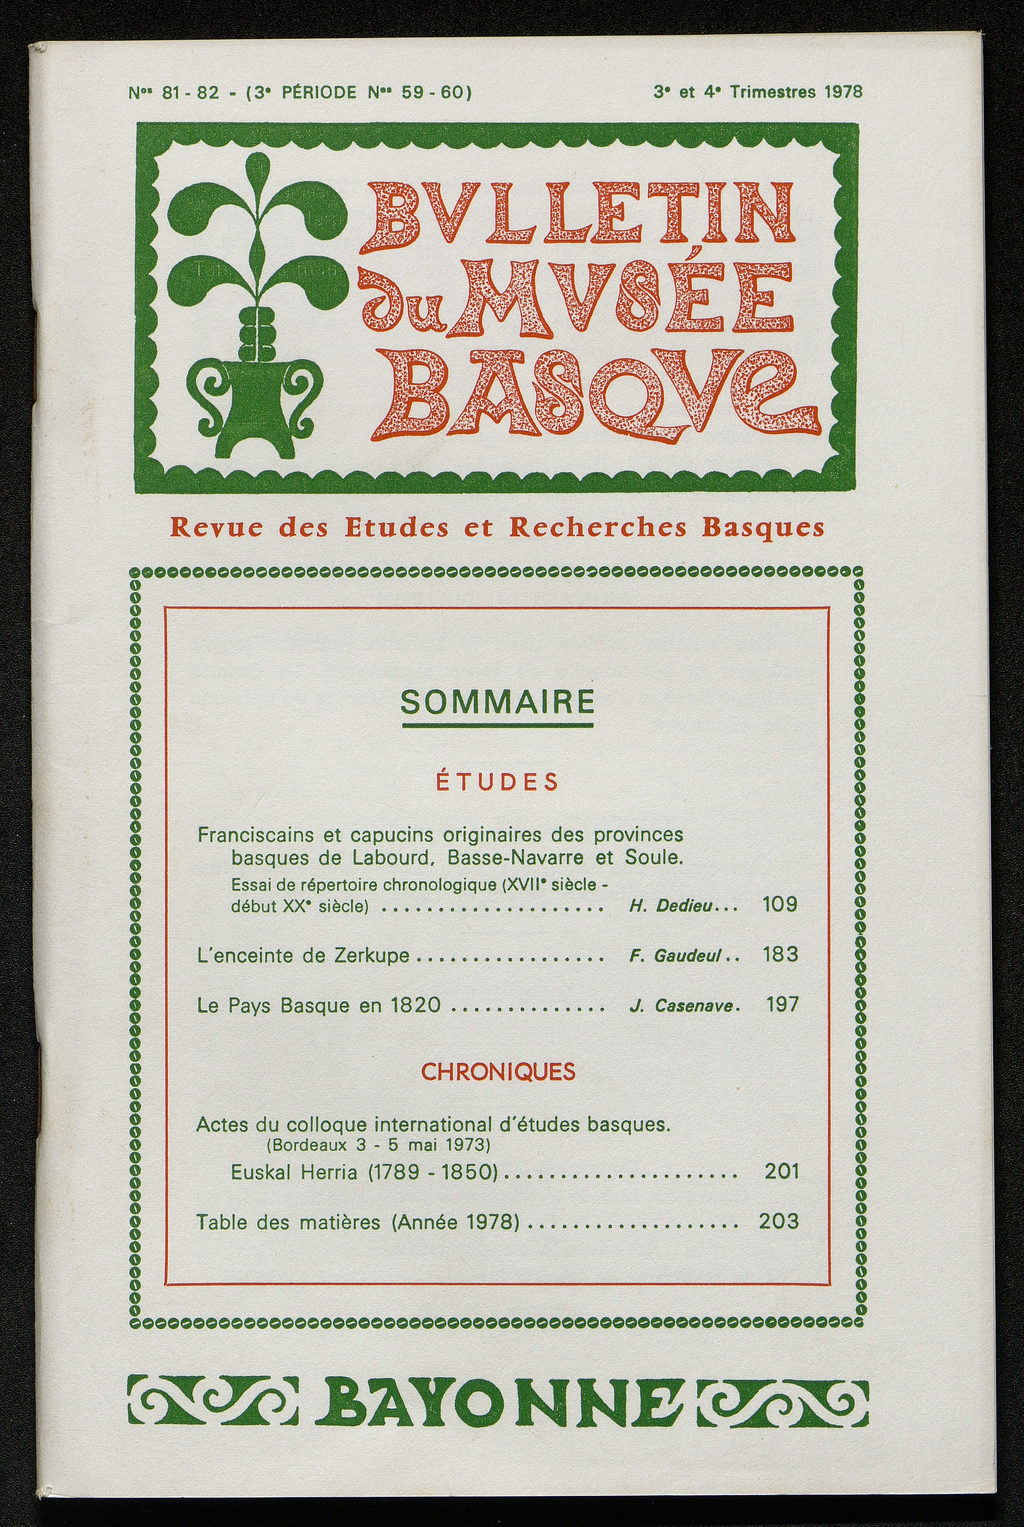 Nos 81 - 82 - (3e PÉRIODE Nos 59 - 60)
3e et 4e Trimestres 1978
BVLLETIN
du MVSÉE
BASQVE
Revue des Etudes et Recherches Basques
SOMMAIRE
ÉTUDES
Franciscains et capucins originaires des provinces
basques de Labourd, Basse-Navarre et Soule.
Essai de répertoire chronologique (XVIIe siècle -
début XXe siècle) .................... H. Dedieu... 109
L'enceinte de Zerkupe ................. F. Gaudeul .. 183
Le Pays Basque en 1820 .............. J. Casenave. 197
CHRONIQUES
Actes du colloque international d'études basques.
(Bordeaux 3 - 5 mai 1973)
Euskal Herria (1789 - 1850) ..................... 201
Table des matières (Année 1978) ................... 203
BAYONNE